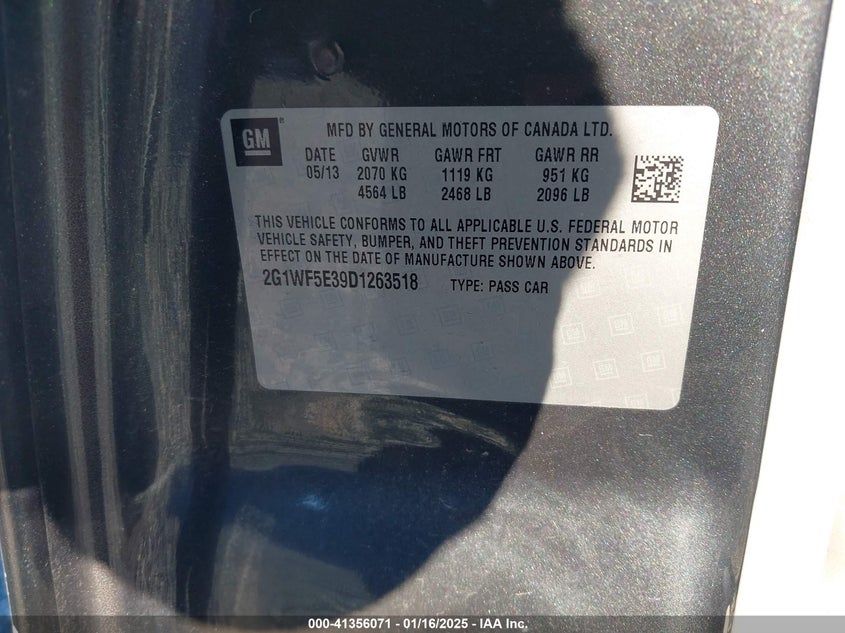 GM
MFD BY GENERAL MOTORS OF CANADA LTD.
DATE GVWR GAWR FRT GAWR RR
05/13 2070 KG 1119 KG 951 KG
4564 LB 2468 LB 2096 LB
THIS VEHICLE CONFORMS TO ALL APPLICABLE U.S. FEDERAL MOTOR
VEHICLE SAFETY, BUMPER, AND THEFT PREVENTION STANDARDS IN
EFFECT ON THE DATE OF MANUFACTURE SHOWN ABOVE.
2G1WF5E39D1263518 TYPE: PASS CAR
000-41356071 - 01/16/2025 - IAA Inc.